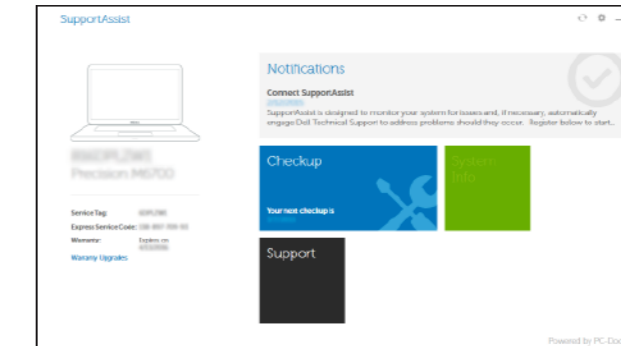 SupportAssist
Notifications
Connect SupportAssist
SupportAssist is designed to monitor your system for issues and, if necessary, automatically
engage Dell Technical Support to address problems should they occur. Register below to start...
Precision M6700
Checkup
System
Info
Your next checkup is
Service Tag:
Express Service Code:
Warranty: Expires on
Warranty Upgrades
Support
Powered by PC-Doc